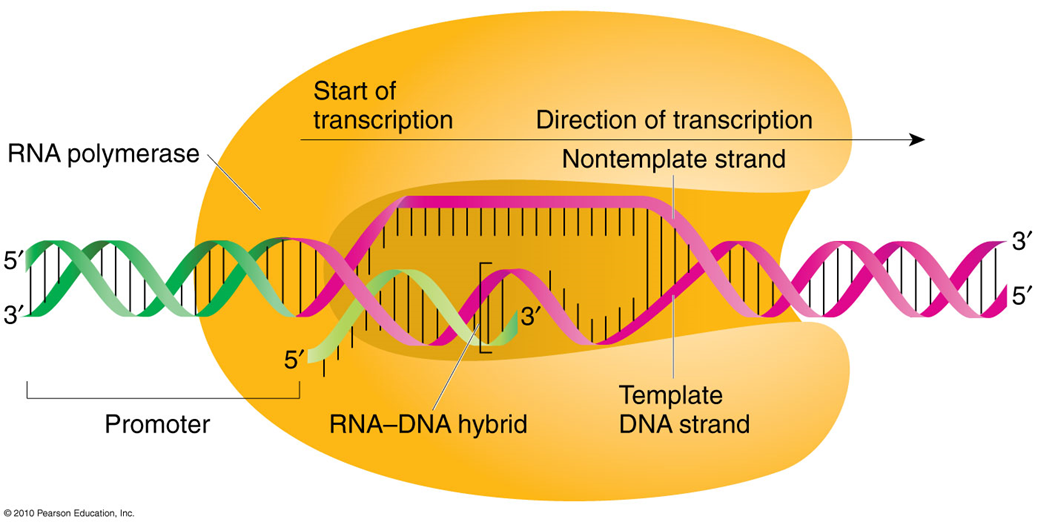 Start of
transcription
Direction of transcription
RNA polymerase
Nontemplate strand
5′
3′
3′
5′
3′
5′
Promoter
RNA–DNA hybrid
Template
DNA strand
© 2010 Pearson Education, Inc.